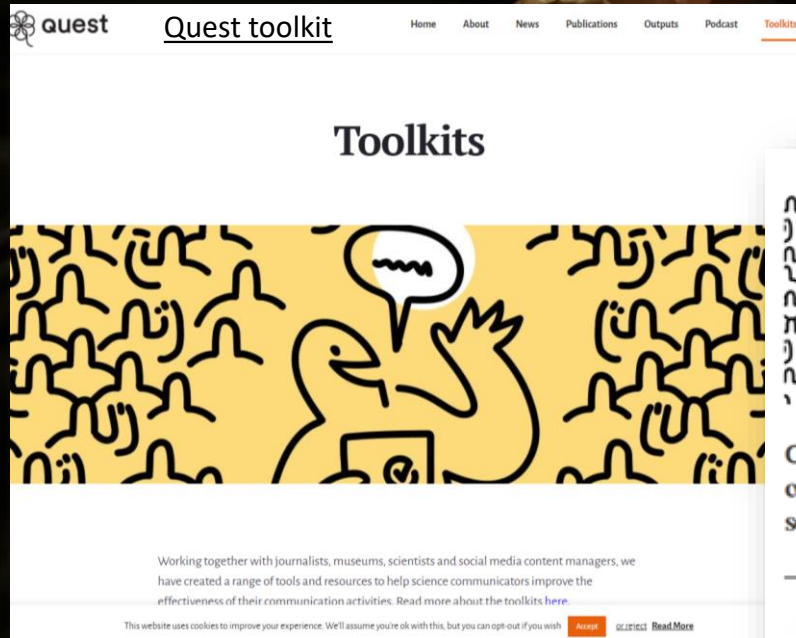 quest
Quest toolkit
Home About News Publications Outputs Podcast Toolkits
Toolkits
Working together with journalists, museums, scientists and social media content managers, we
have created a range of tools and resources to help science communicators improve the
effectiveness of their communication activities. Read more about the toolkits here.
This website uses cookies to improve your experience. We'll assume you're ok with this, but you can opt-out if you wish Accept or reject Read More